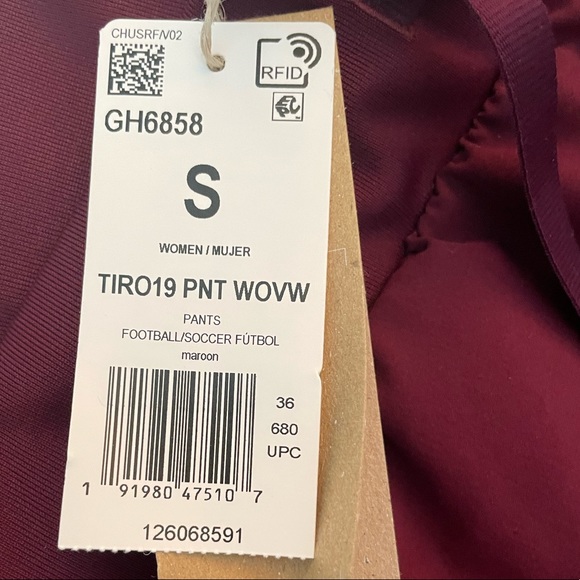 CHUSRF/V02
RFID
GH6858
S
WOMEN / MUJER
TIRO19 PNT WOVW
PANTS
FOOTBALL/SOCCER FÚTBOL
maroon
36
680
UPC
1 91980 47510 7
126068591